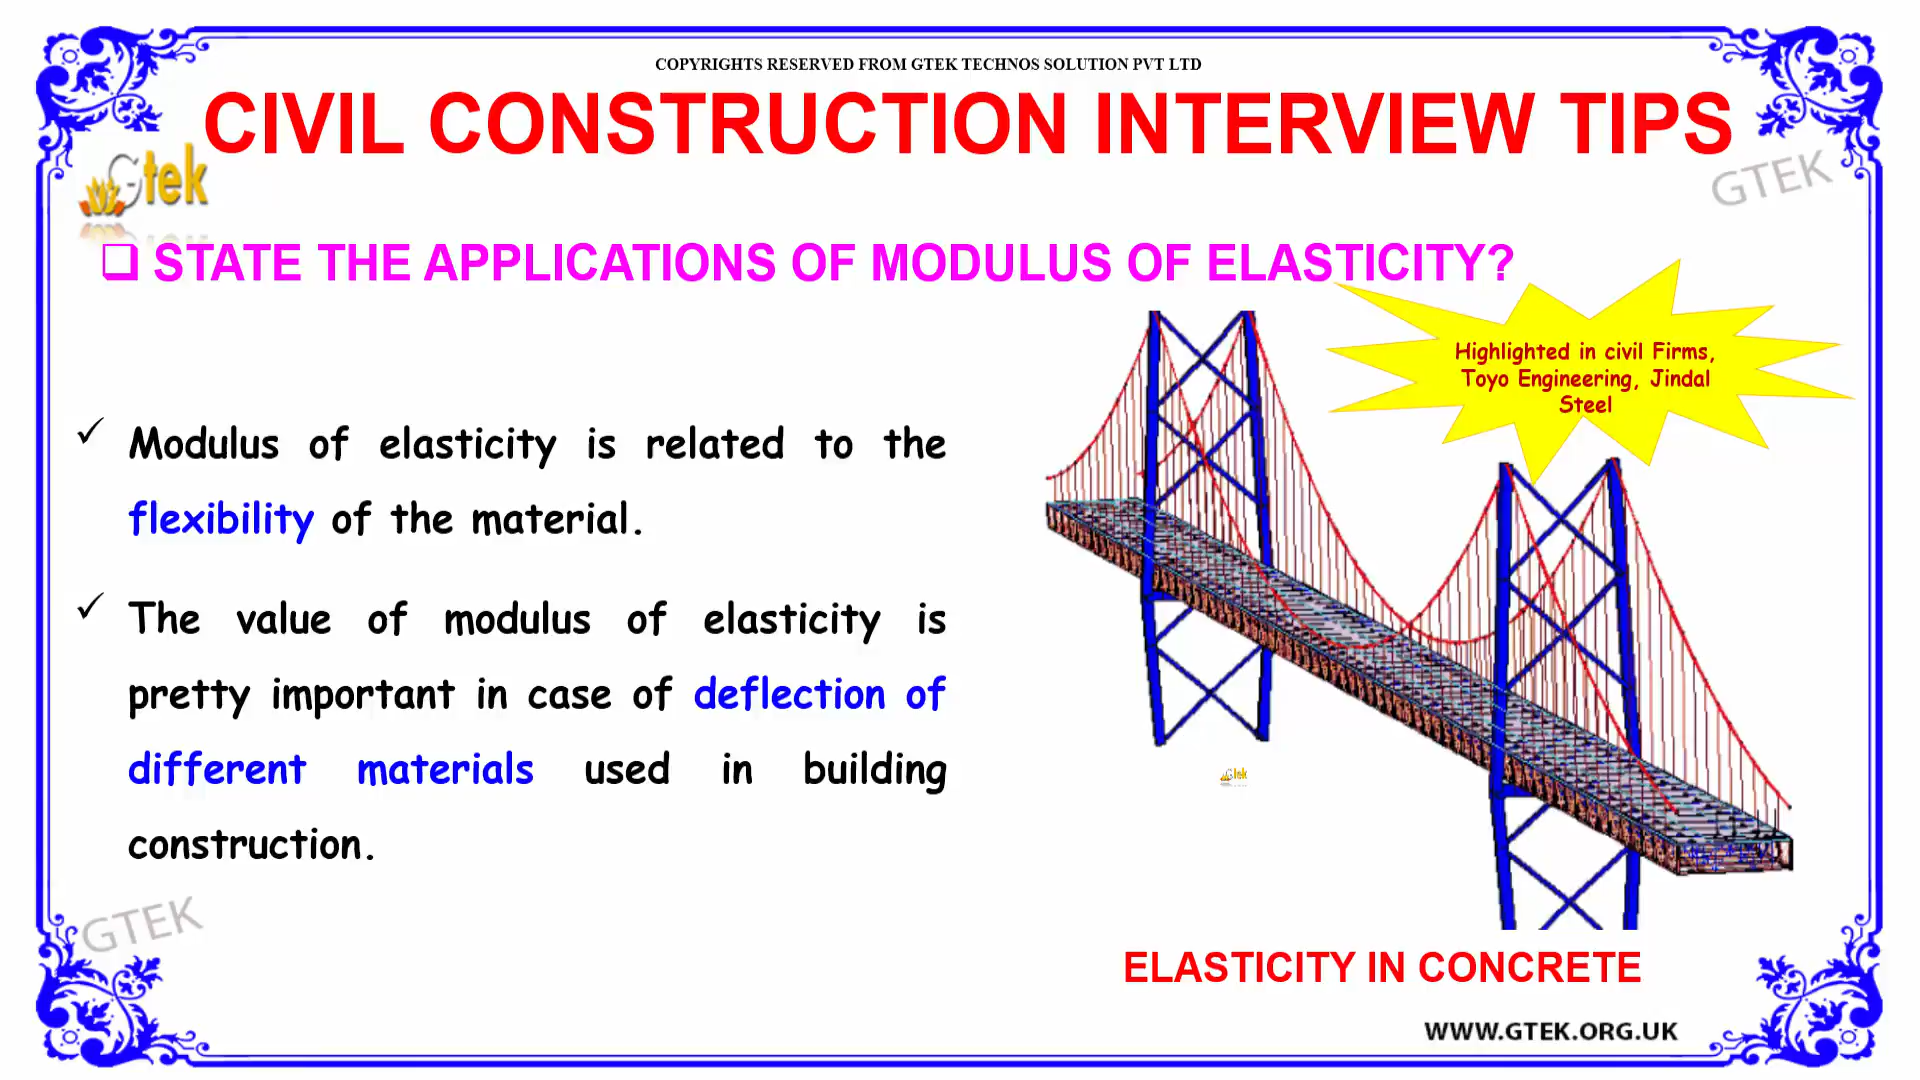 COPYRIGHTS RESERVED FROM GTEK TECHNOS SOLUTION PVT LTD
CIVIL CONSTRUCTION INTERVIEW TIPS
Gtek
GTEK
STATE THE APPLICATIONS OF MODULUS OF ELASTICITY?
Highlighted in civil Firms,
Toyo Engineering, Jindal
Steel
Modulus of elasticity is related to the
flexibility of the material.
The value of modulus of elasticity is
pretty important in case of deflection of
different materials used in building
construction.
Gtek
GTEK
ELASTICITY IN CONCRETE
WWW.GTEK.ORG.UK